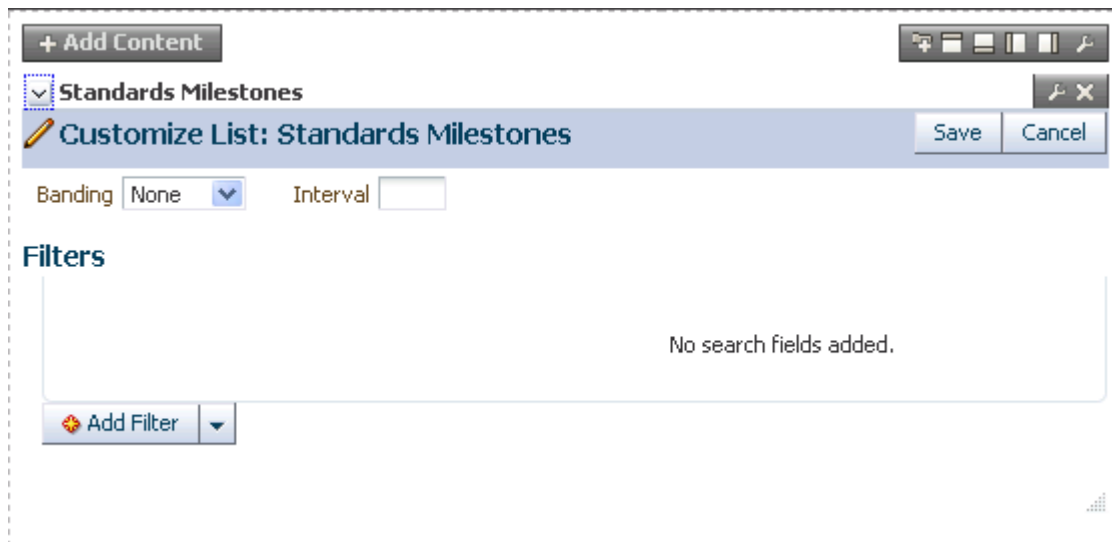 + Add Content
Standards Milestones
Customize List: Standards Milestones Save Cancel
Banding None Interval
Filters
No search fields added.
Add Filter